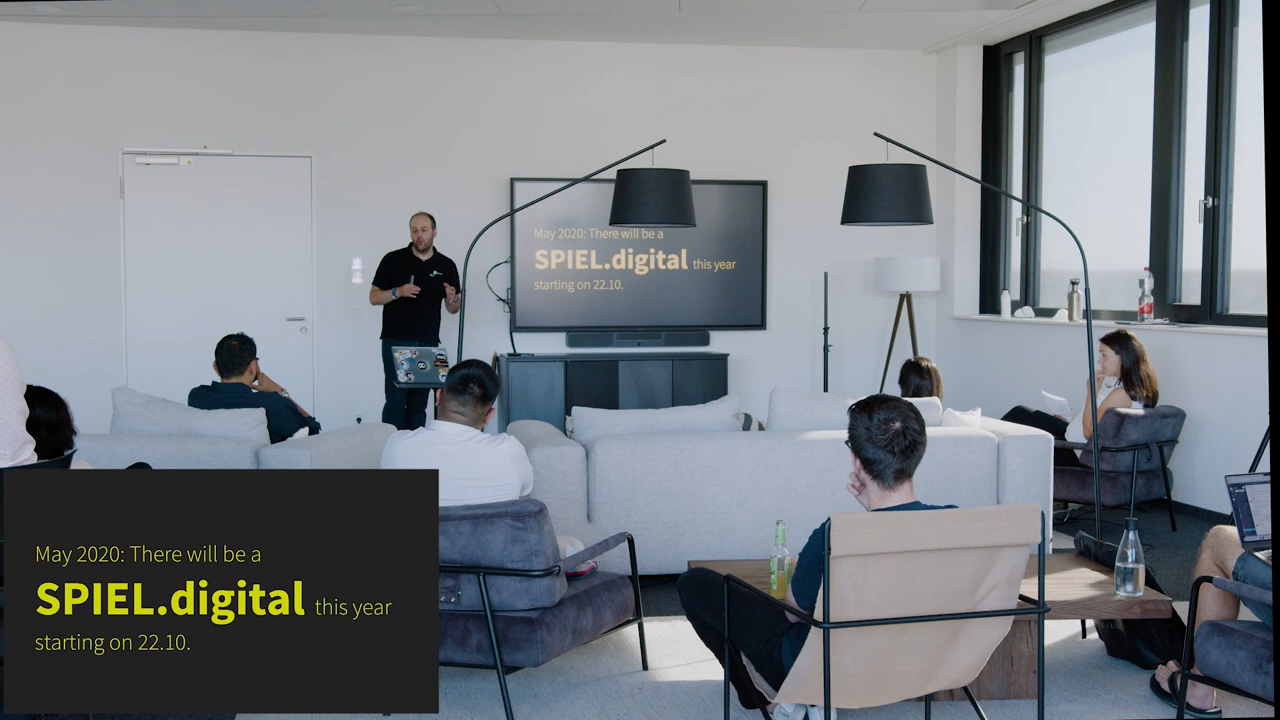 May 2020: There will be a
SPIEL.digital this year
starting on 22.10.
May 2020: There will be a
SPIEL.digital this year
starting on 22.10.